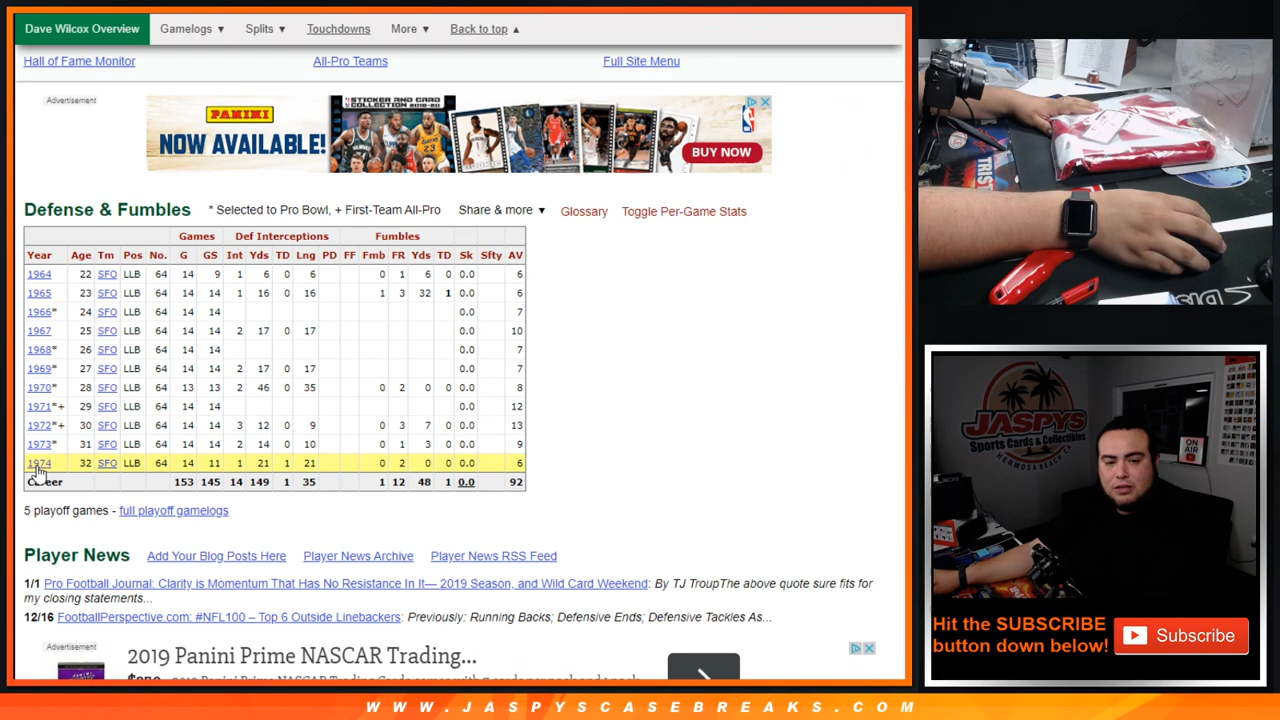 Dave Wilcox Overview Gamelogs ▼ Splits ▼ Touchdowns More ▼ Back to top ▲
Hall of Fame Monitor All-Pro Teams Full Site Menu
Advertisement
PANINI
NOW AVAILABLE!
STICKER AND CARD
COLLECTION 2019-20
BUY NOW
Defense & Fumbles * Selected to Pro Bowl, + First-Team All-Pro Share & more ▼ Glossary Toggle Per-Game Stats
Games Def Interceptions Fumbles
Year Age Tm Pos No. G GS Int Yds TD Lng PD FF Fmb FR Yds TD Sk Sfty AV
1964 22 SFO LLB 64 14 9 1 6 0 6 0 1 6 0 0.0 6
1965 23 SFO LLB 64 14 14 1 16 0 16 1 3 32 1 0.0 6
1966* 24 SFO LLB 64 14 14 0.0 7
1967 25 SFO LLB 64 14 14 2 17 0 17 0.0 10
1968* 26 SFO LLB 64 14 14 0.0 7
1969* 27 SFO LLB 64 14 14 2 17 0 17 0.0 7
1970* 28 SFO LLB 64 13 13 2 46 0 35 0 2 0 0 0.0 8
1971*+ 29 SFO LLB 64 14 14 0.0 12
1972*+ 30 SFO LLB 64 14 14 3 12 0 9 0 3 7 0 0.0 13
1973* 31 SFO LLB 64 14 14 2 14 0 10 0 1 3 0 0.0 9
1974 32 SFO LLB 64 14 11 1 21 1 21 0 2 0 0 0.0 6
Career 153 145 14 149 1 35 1 12 48 1 0.0 92
5 playoff games - full playoff gamelogs
Player News Add Your Blog Posts Here Player News Archive Player News RSS Feed
1/1 Pro Football Journal: Clarity is Momentum That Has No Resistance In It— 2019 Season, and Wild Card Weekend: By TJ TroupThe above quote sure fits for
my closing statements...
12/16 FootballPerspective.com: #NFL100 – Top 6 Outside Linebackers: Previously: Running Backs; Defensive Ends; Defensive Tackles As...
Advertisement
2019 Panini Prime NASCAR Trading...
JASPYS
Sports Cards & Collectibles
HERMOSA BEACH, CA
ON AIR
Hit the SUBSCRIBE
button down below!
Subscribe
WWW.JASPYSCASEBREAKS.COM